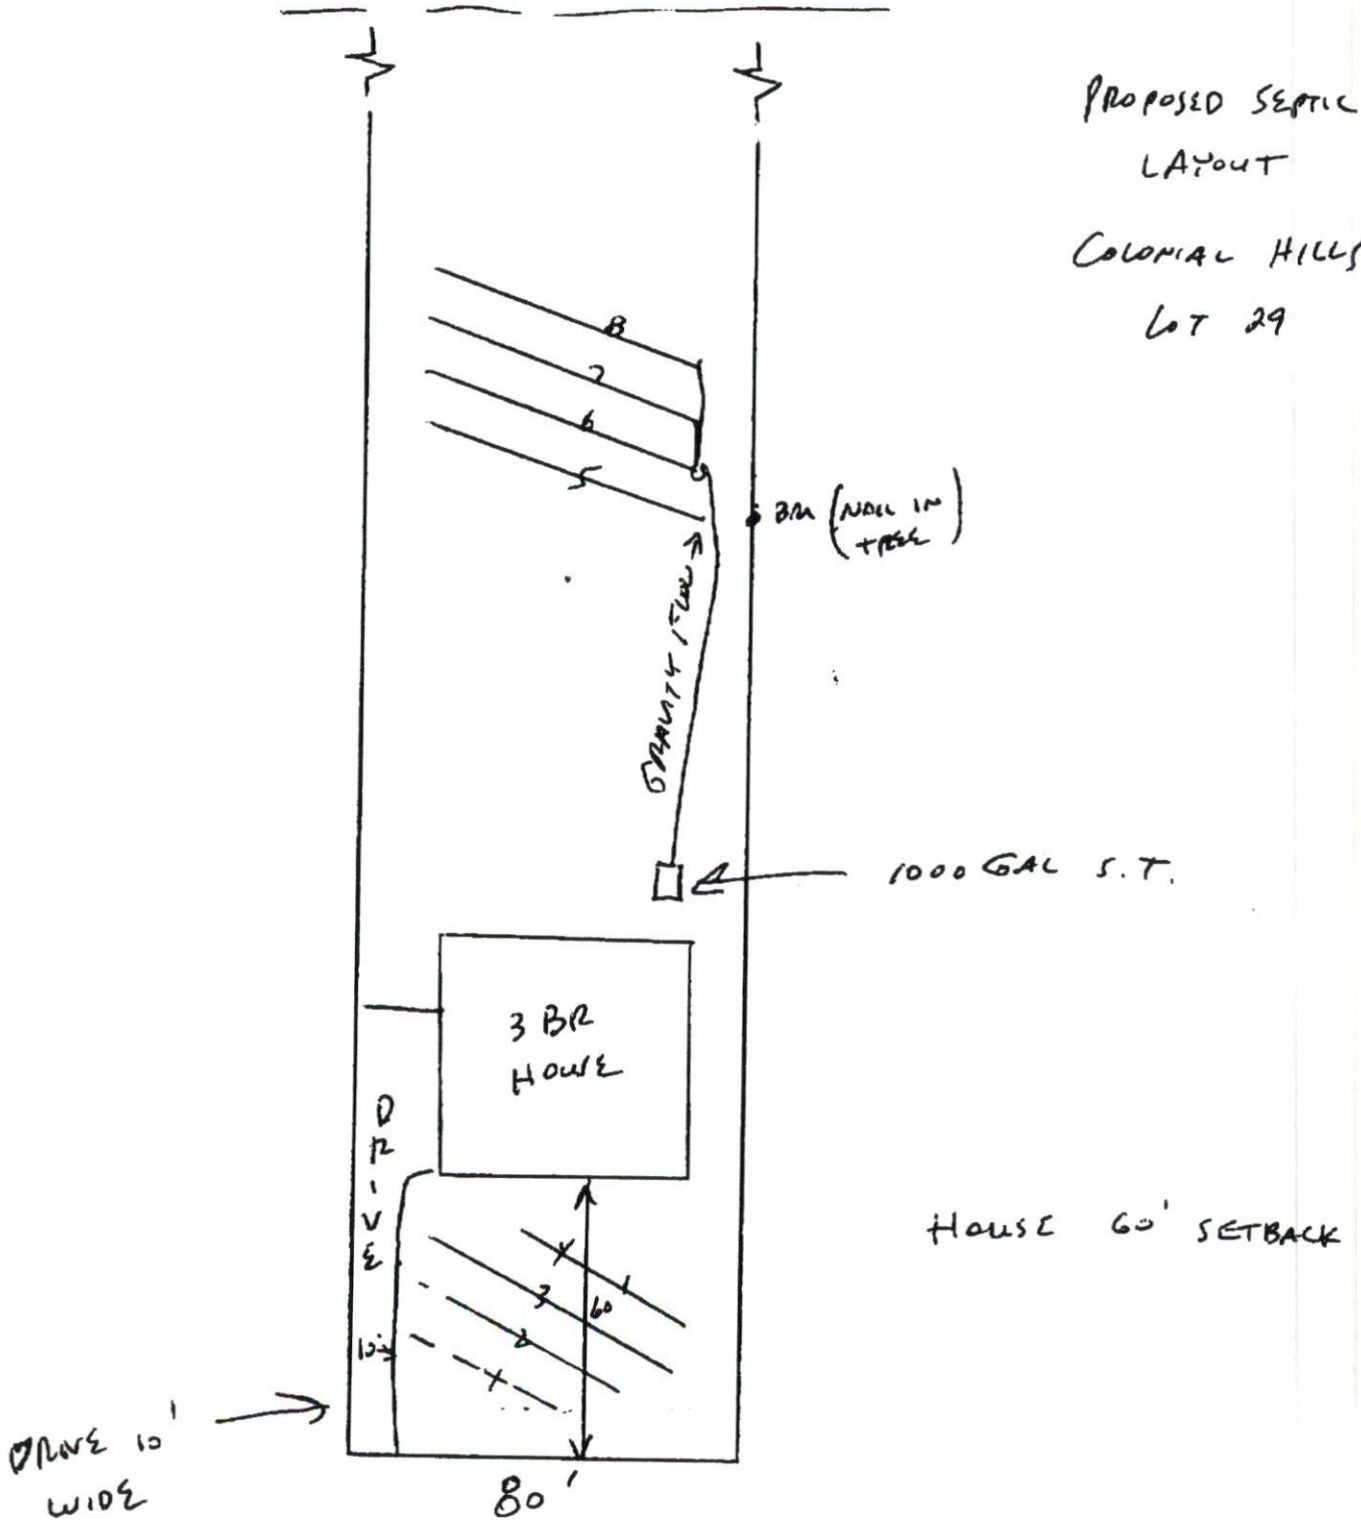 PROPOSED SEPTIC
LAYOUT
COLONIAL HILLS
LOT 29
8
7
6
5
BM (NAIL IN
TREE)
GRAVITY FLOW
1000 GAL S.T.
3 BR
HOUSE
DRIVE
HOUSE 60' SETBACK
1
3
60
2
10'
DRIVE 10'
WIDE
80'